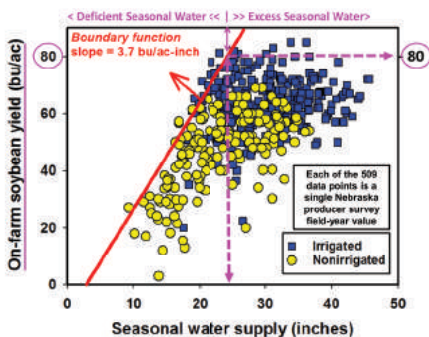 < Deficient Seasonal Water << | >> Excess Seasonal Water>
Boundary function
slope = 3.7 bu/ac-inch
80
80
60
40
20
0
On-farm soybean yield (bu/ac)
Each of the 509
data points is a
single Nebraska
producer survey
field-year value
Irrigated
Nonirrigated
0
10
20
30
40
50
Seasonal water supply (inches)